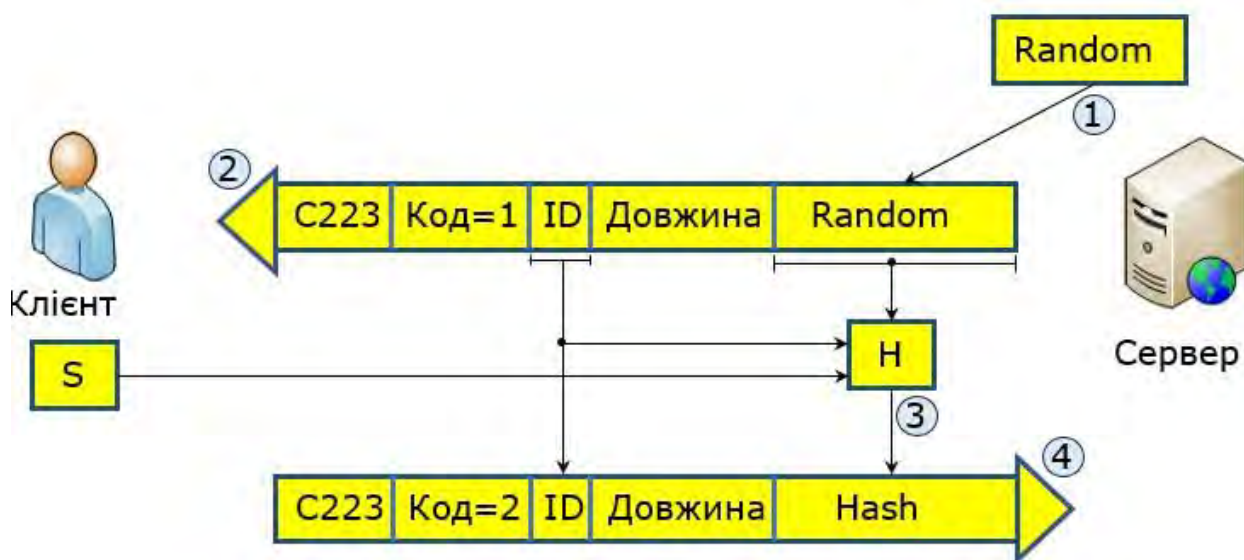 Random
1
2
C223 Код=1 ID Довжина Random
Клієнт
Сервер
S
H
3
4
C223 Код=2 ID Довжина Hash